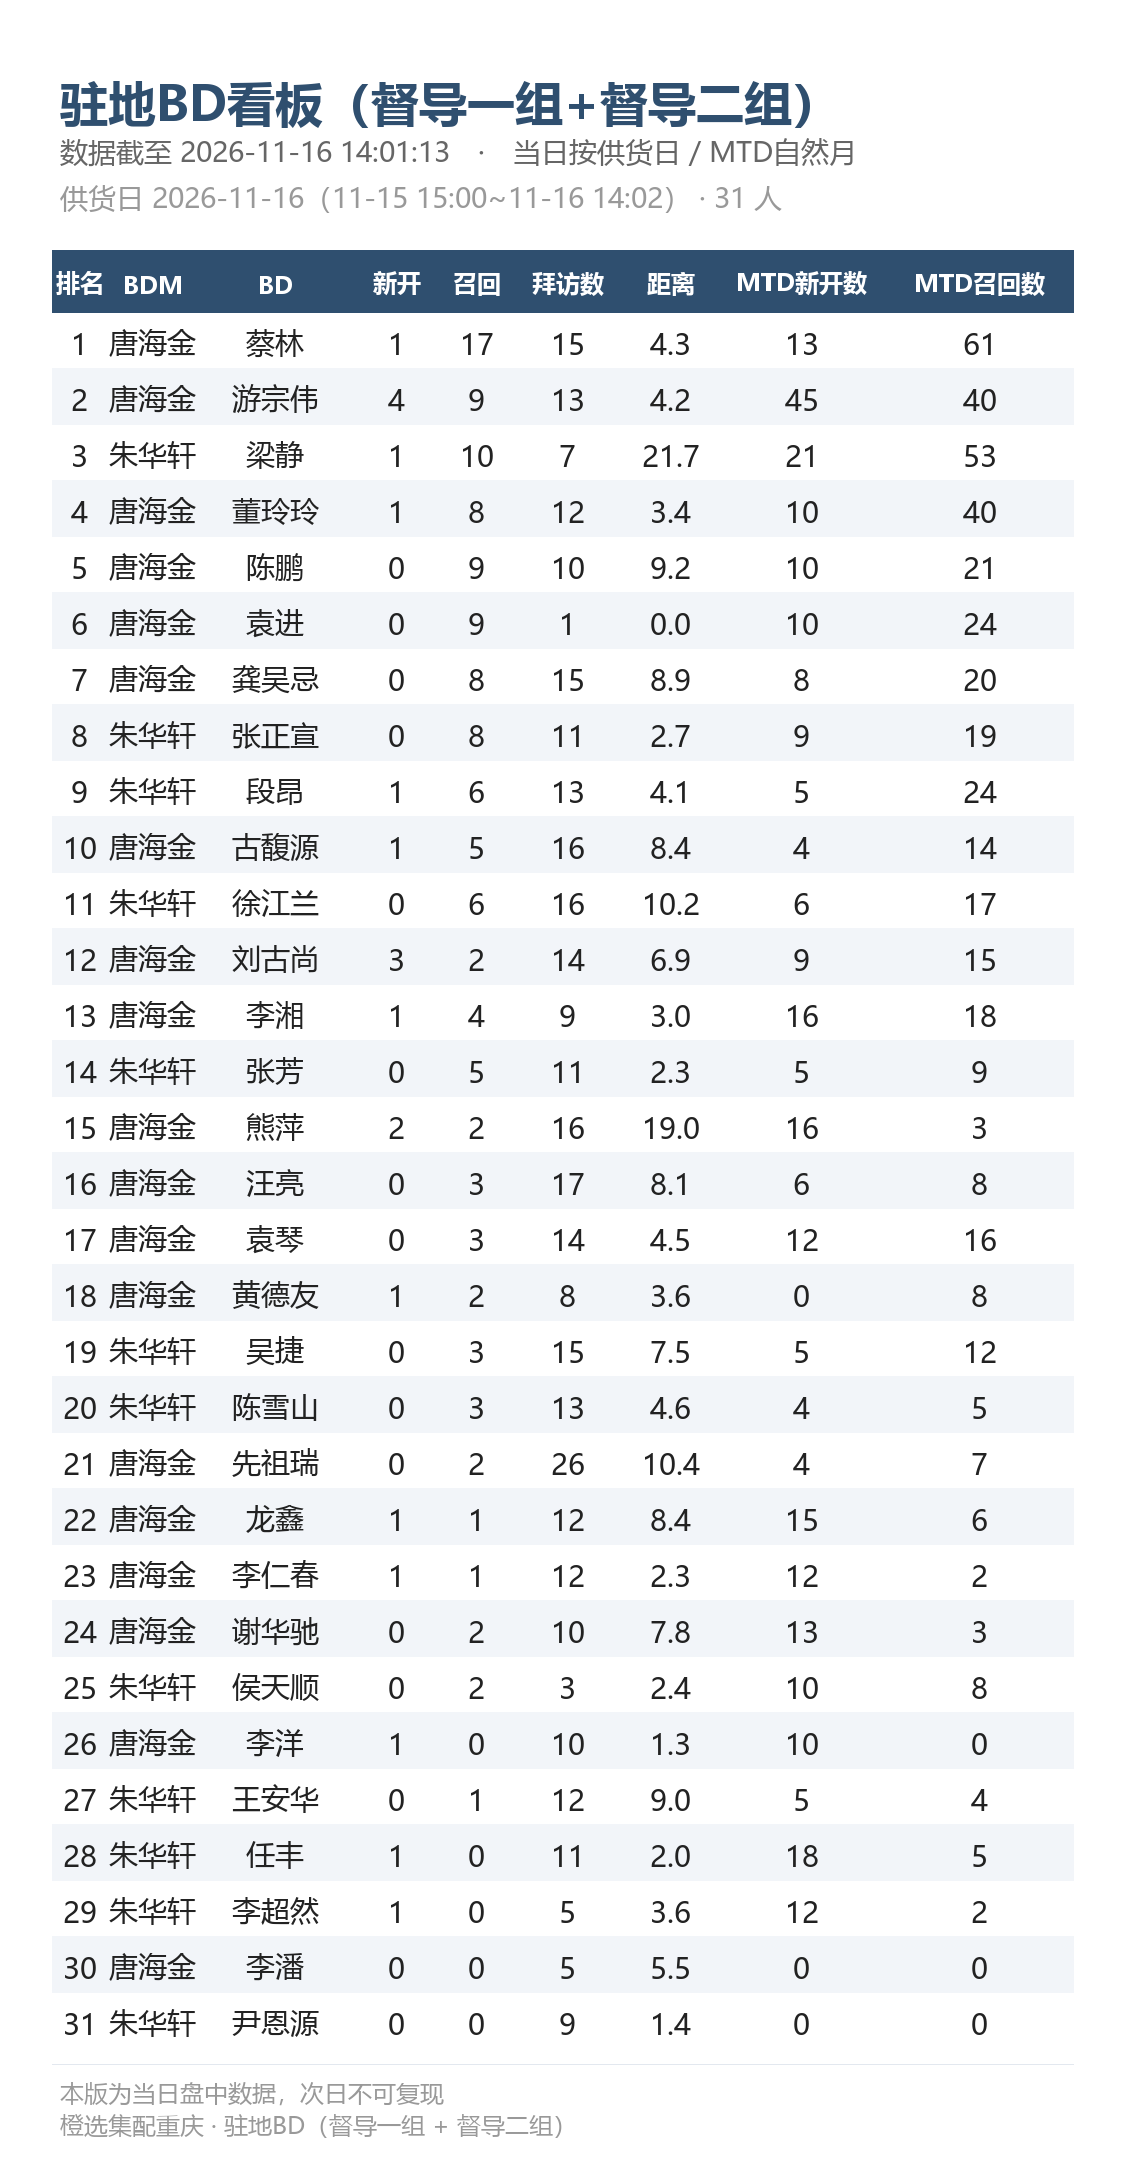 驻地BD看板（督导一组+督导二组）
数据截至 2026-11-16 14:01:13 · 当日按供货日 / MTD自然月
供货日 2026-11-16（11-15 15:00~11-16 14:02） · 31 人
排名 BDM BD 新开 召回 拜访数 距离 MTD新开数 MTD召回数
1 唐海金 蔡林 1 17 15 4.3 13 61
2 唐海金 游宗伟 4 9 13 4.2 45 40
3 朱华轩 梁静 1 10 7 21.7 21 53
4 唐海金 董玲玲 1 8 12 3.4 10 40
5 唐海金 陈鹏 0 9 10 9.2 10 21
6 唐海金 袁进 0 9 1 0.0 10 24
7 唐海金 龚吴忌 0 8 15 8.9 8 20
8 朱华轩 张正宣 0 8 11 2.7 9 19
9 朱华轩 段昂 1 6 13 4.1 5 24
10 唐海金 古馥源 1 5 16 8.4 4 14
11 朱华轩 徐江兰 0 6 16 10.2 6 17
12 唐海金 刘古尚 3 2 14 6.9 9 15
13 唐海金 李湘 1 4 9 3.0 16 18
14 朱华轩 张芳 0 5 11 2.3 5 9
15 唐海金 熊萍 2 2 16 19.0 16 3
16 唐海金 汪亮 0 3 17 8.1 6 8
17 唐海金 袁琴 0 3 14 4.5 12 16
18 唐海金 黄德友 1 2 8 3.6 0 8
19 朱华轩 吴捷 0 3 15 7.5 5 12
20 朱华轩 陈雪山 0 3 13 4.6 4 5
21 唐海金 先祖瑞 0 2 26 10.4 4 7
22 唐海金 龙鑫 1 1 12 8.4 15 6
23 唐海金 李仁春 1 1 12 2.3 12 2
24 唐海金 谢华驰 0 2 10 7.8 13 3
25 朱华轩 侯天顺 0 2 3 2.4 10 8
26 唐海金 李洋 1 0 10 1.3 10 0
27 朱华轩 王安华 0 1 12 9.0 5 4
28 朱华轩 任丰 1 0 11 2.0 18 5
29 朱华轩 李超然 1 0 5 3.6 12 2
30 唐海金 李潘 0 0 5 5.5 0 0
31 朱华轩 尹恩源 0 0 9 1.4 0 0
本版为当日盘中数据，次日不可复现
橙选集配重庆 · 驻地BD（督导一组 + 督导二组）